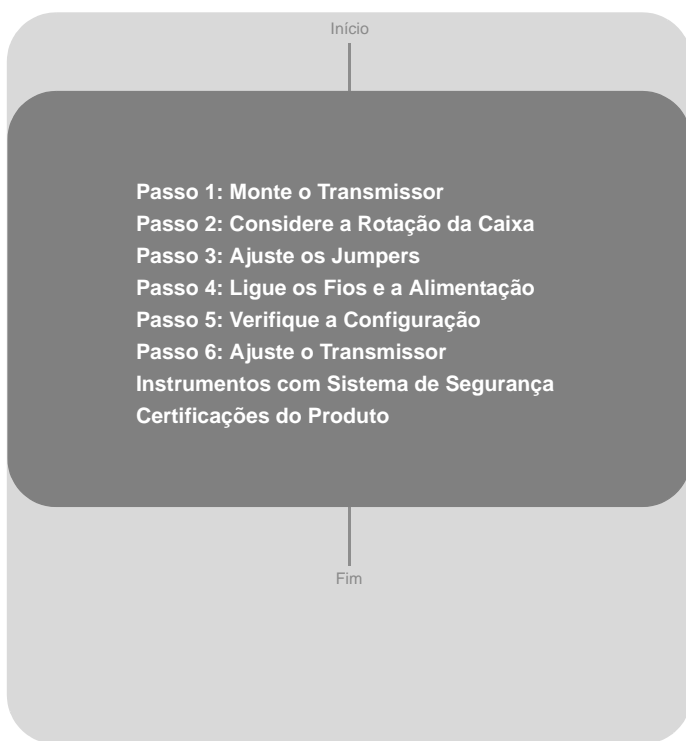 Início
Passo 1: Monte o Transmissor
Passo 2: Considere a Rotação da Caixa
Passo 3: Ajuste os Jumpers
Passo 4: Ligue os Fios e a Alimentação
Passo 5: Verifique a Configuração
Passo 6: Ajuste o Transmissor
Instrumentos com Sistema de Segurança
Certificações do Produto
Fim